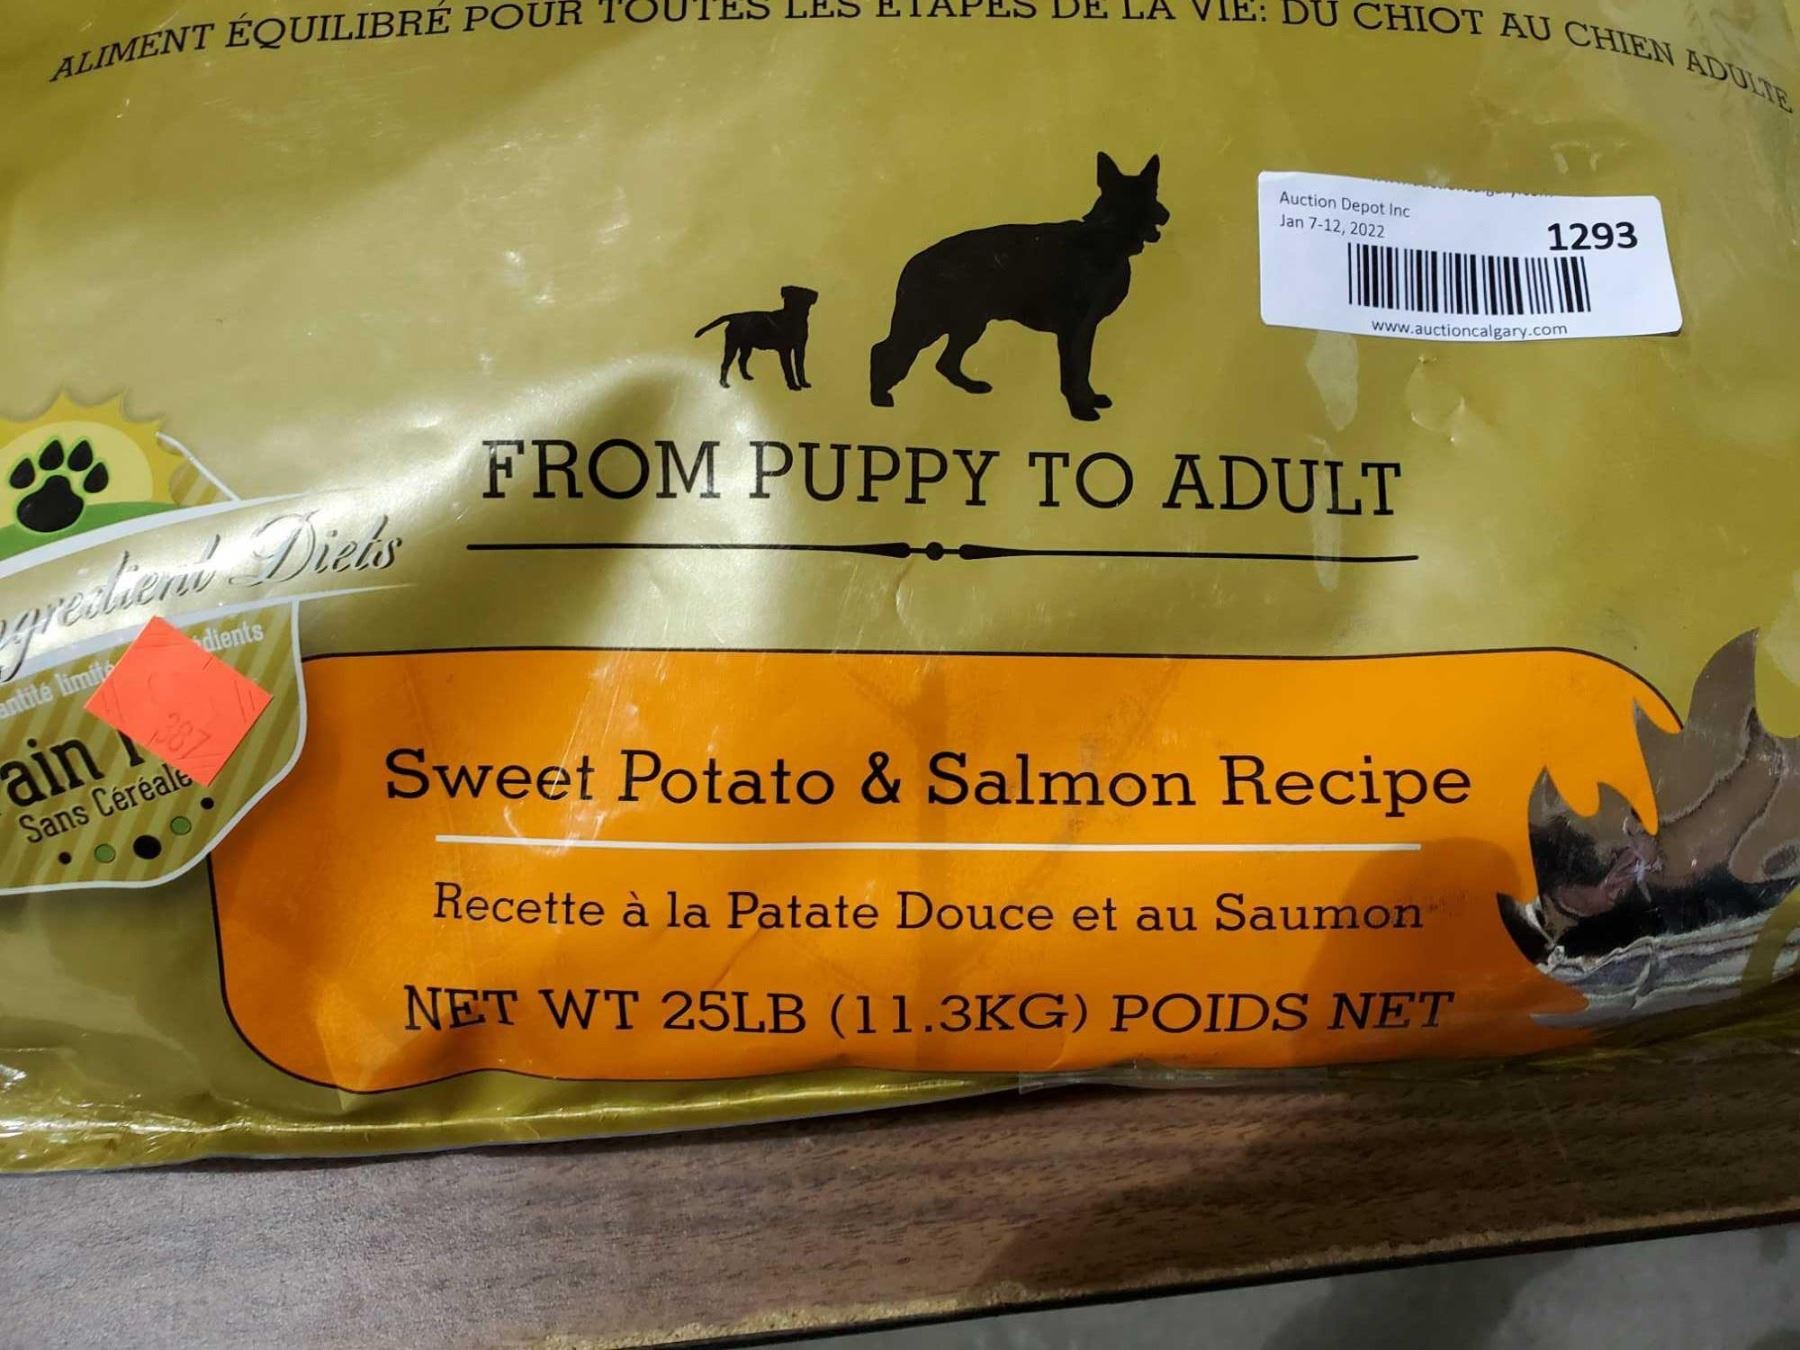 ALIMENT ÉQUILIBRÉ POUR TOUTES LES ÉTAPES DE LA VIE: DU CHIOT AU CHIEN ADULTE
Auction Depot Inc
Jan 7-12, 2022
1293
www.auctioncalgary.com
FROM PUPPY TO ADULT
Diets
387
Sans Céréale
Sweet Potato & Salmon Recipe
Recette à la Patate Douce et au Saumon
NET WT 25LB (11.3KG) POIDS NET